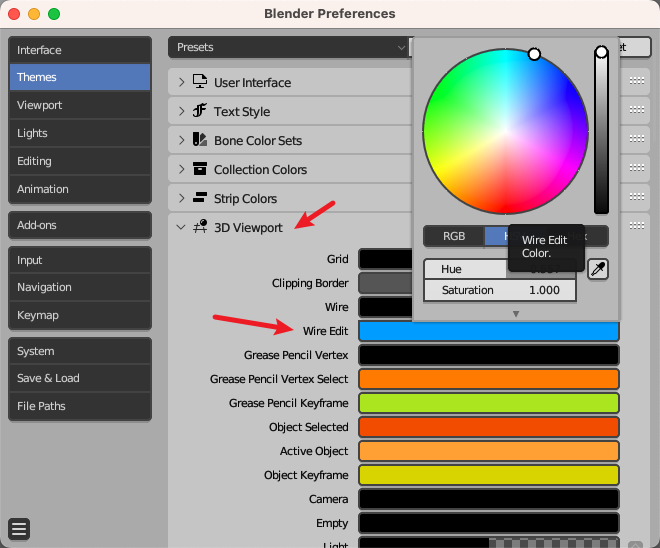 Blender Preferences
Interface
Themes
Viewport
Lights
Editing
Animation
Add-ons
Input
Navigation
Keymap
System
Save & Load
File Paths
Presets
User Interface
Text Style
Bone Color Sets
Collection Colors
Strip Colors
3D Viewport
Grid
Clipping Border
Wire
Wire Edit
Grease Pencil Vertex
Grease Pencil Vertex Select
Grease Pencil Keyframe
Object Selected
Active Object
Object Keyframe
Camera
Empty
Light
RGB
Wire Edit
Color.
Hue
Saturation 1.000